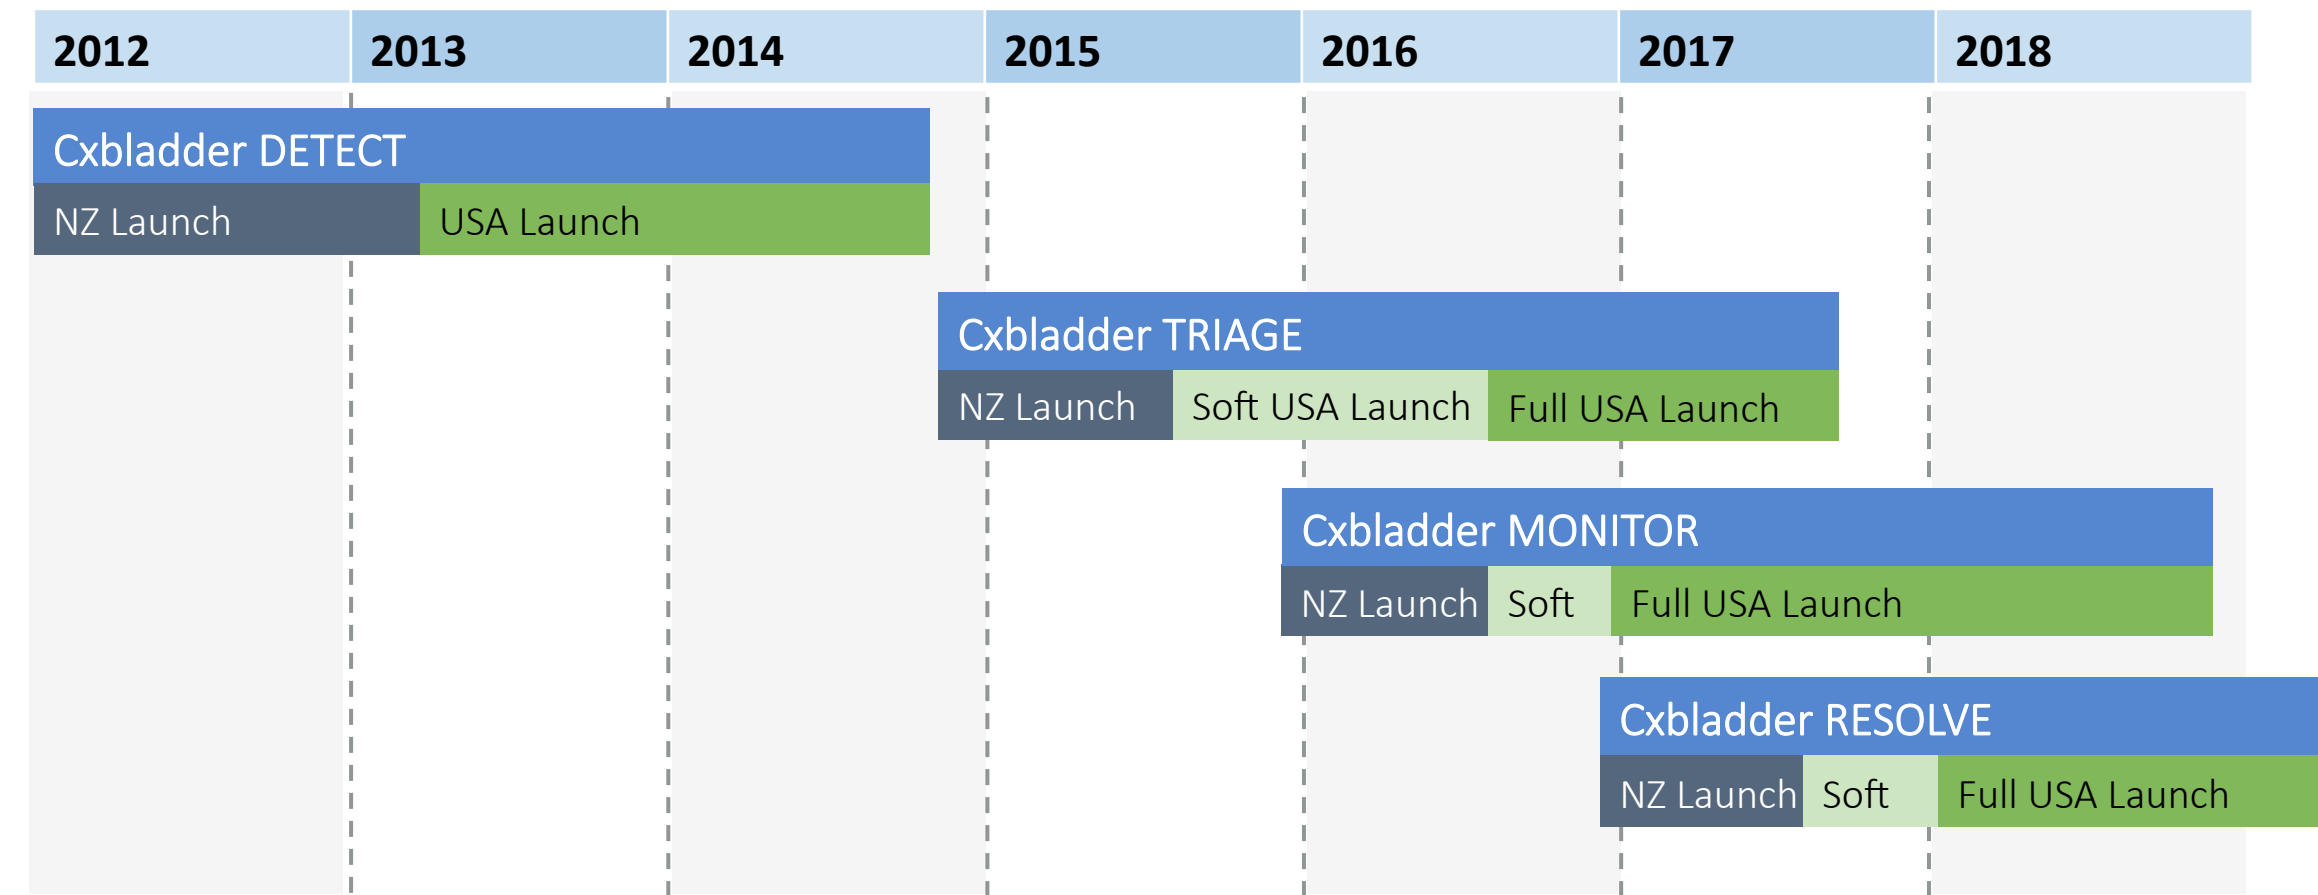 2012 2013 2014 2015 2016 2017 2018
Cxbladder DETECT
NZ Launch USA Launch
Cxbladder TRIAGE
NZ Launch Soft USA Launch Full USA Launch
Cxbladder MONITOR
NZ Launch Soft Full USA Launch
Cxbladder RESOLVE
NZ Launch Soft Full USA Launch